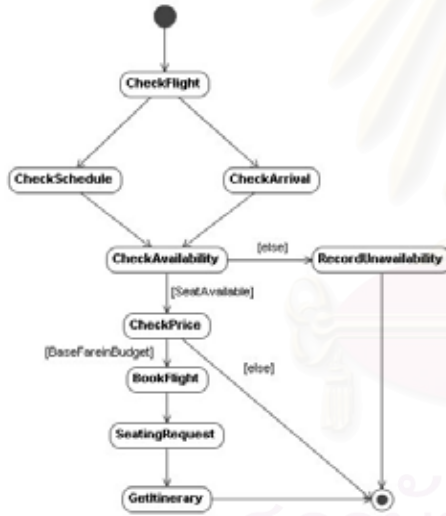 CheckFlight
CheckSchedule
CheckArrival
CheckAvailability
[else]
RecordUnavailability
[SeatAvailable]
CheckPrice
[BaseFareinBudget]
[else]
BookFlight
SeatingRequest
GetItinerary